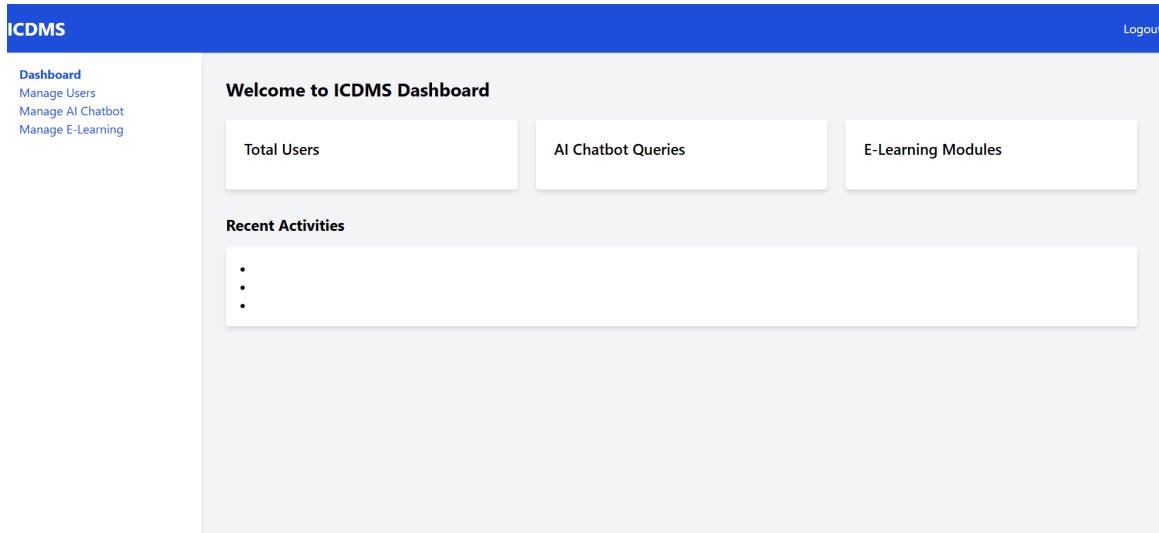 ICDMS
Logout
Dashboard
Manage Users
Manage AI Chatbot
Manage E-Learning
Welcome to ICDMS Dashboard
Total Users
AI Chatbot Queries
E-Learning Modules
Recent Activities